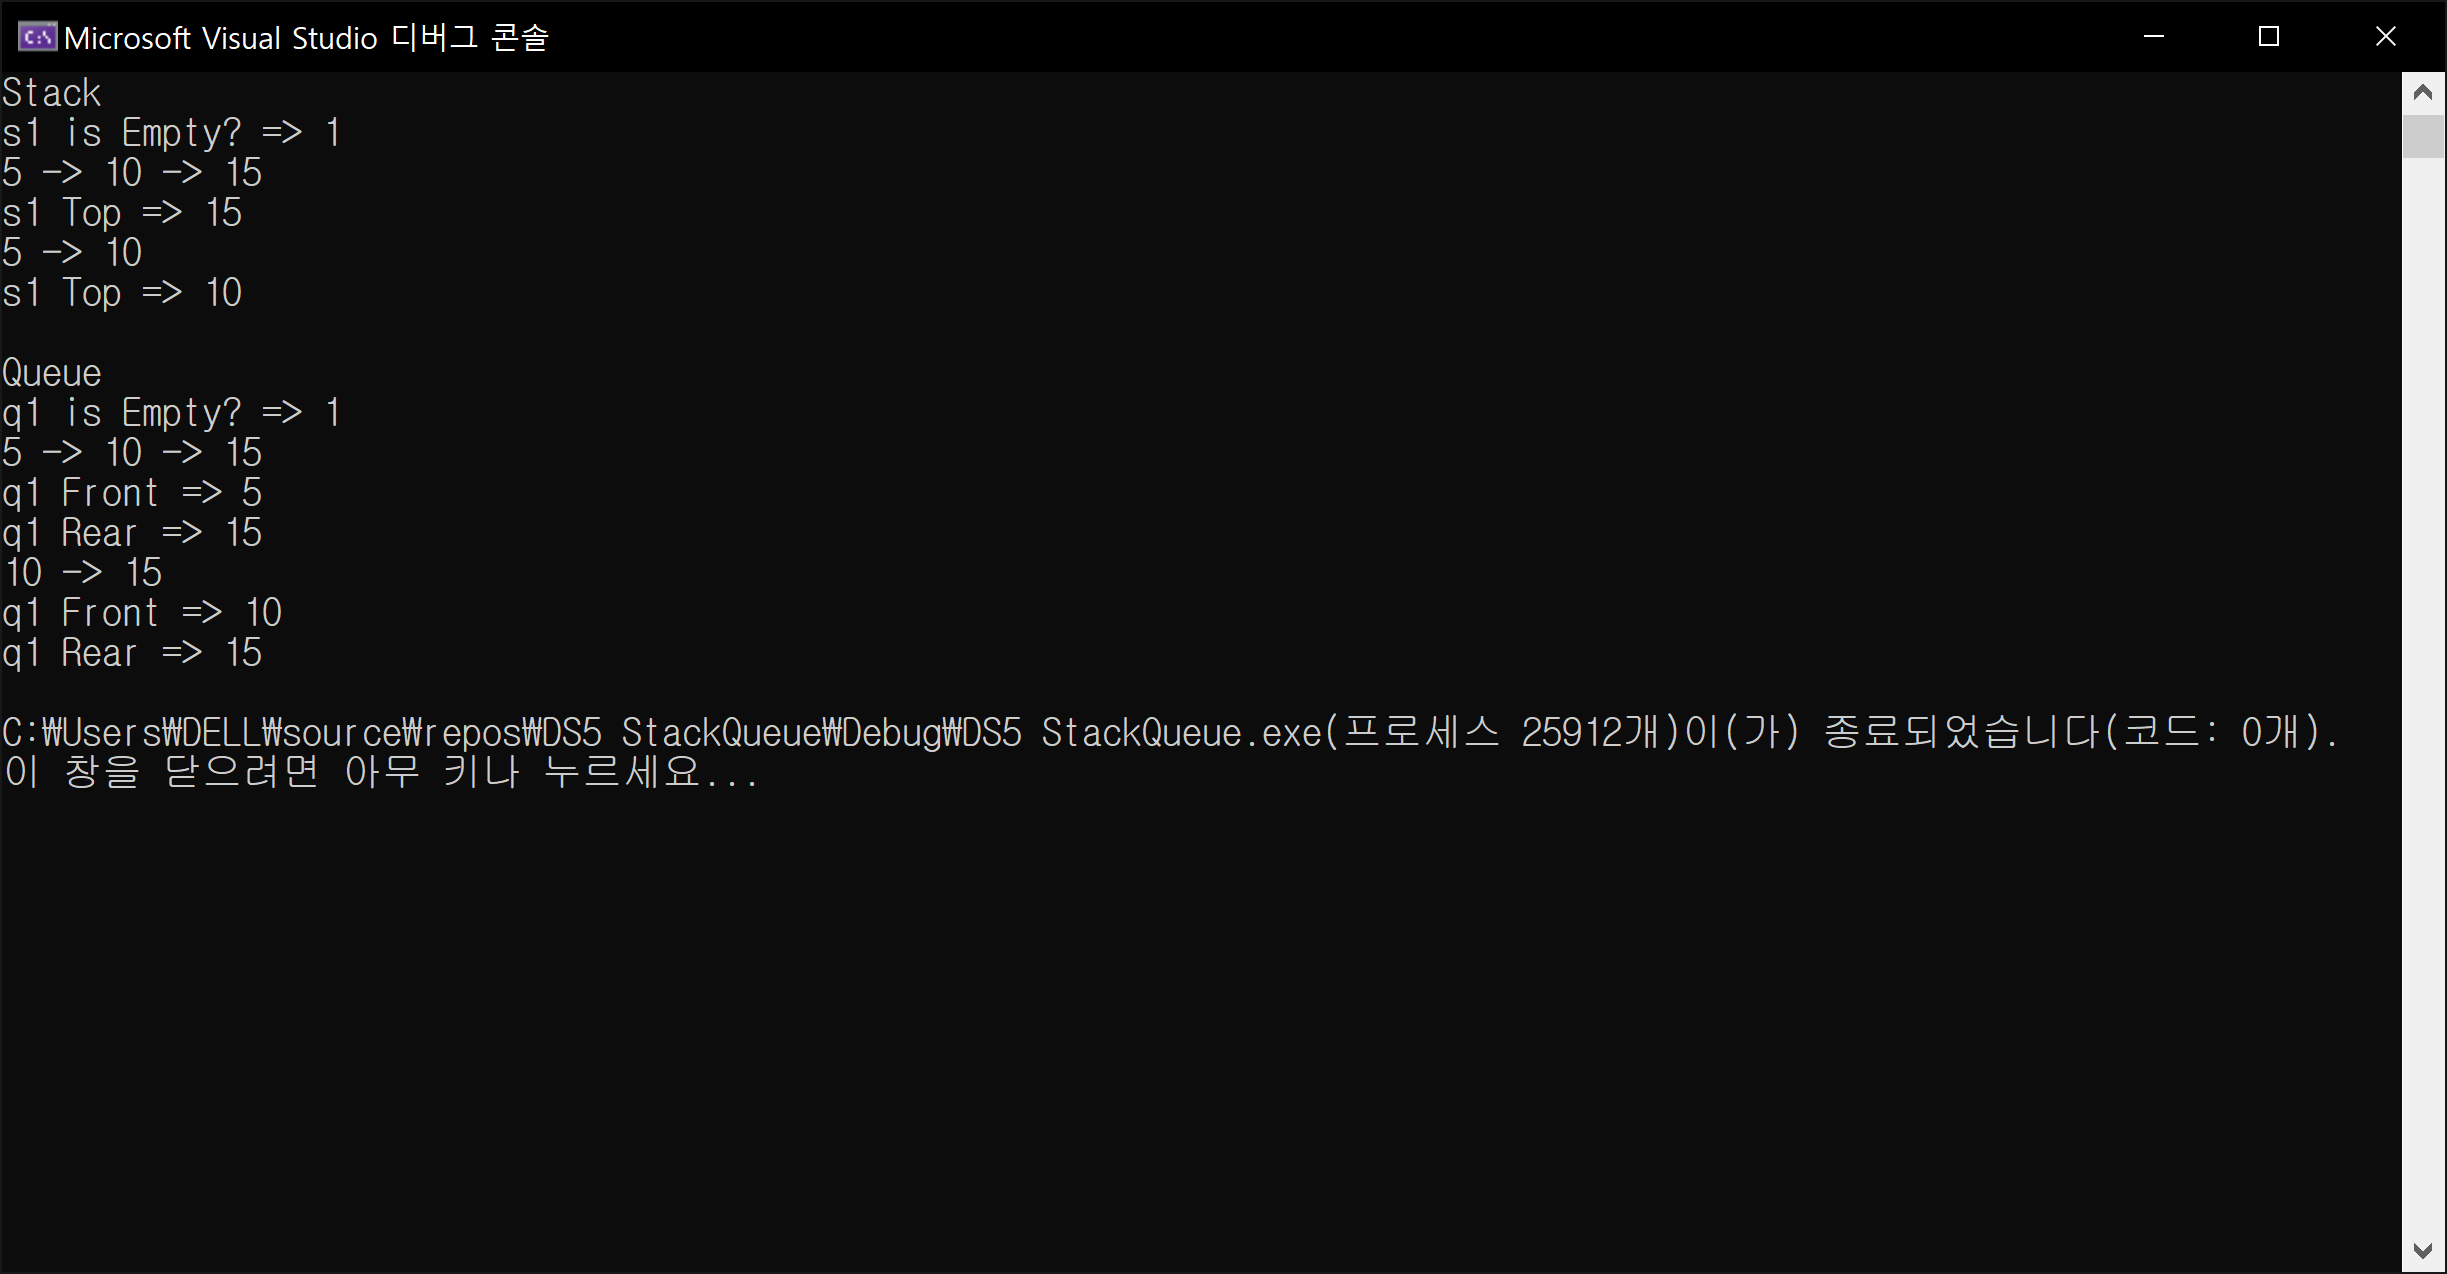 Microsoft Visual Studio 디버그 콘솔
Stack
s1 is Empty? => 1
5 -> 10 -> 15
s1 Top => 15
5 -> 10
s1 Top => 10
Queue
q1 is Empty? => 1
5 -> 10 -> 15
q1 Front => 5
q1 Rear => 15
10 -> 15
q1 Front => 10
q1 Rear => 15
C:₩Users₩DELL₩source₩repos₩DS5 StackQueue₩Debug₩DS5 StackQueue.exe(프로세스 25912개)이(가) 종료되었습니다(코드: 0개).
이 창을 닫으려면 아무 키나 누르세요...